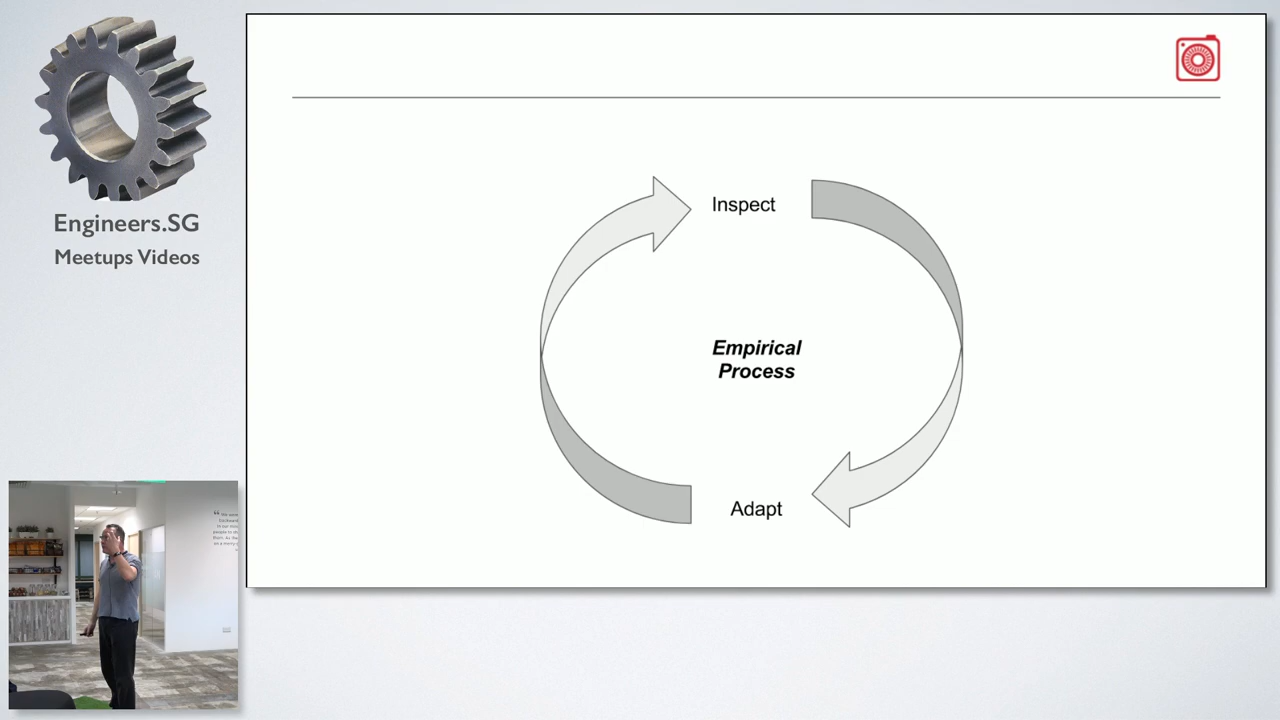 Engineers.SG
Meetups Videos
Inspect
Empirical
Process
Adapt